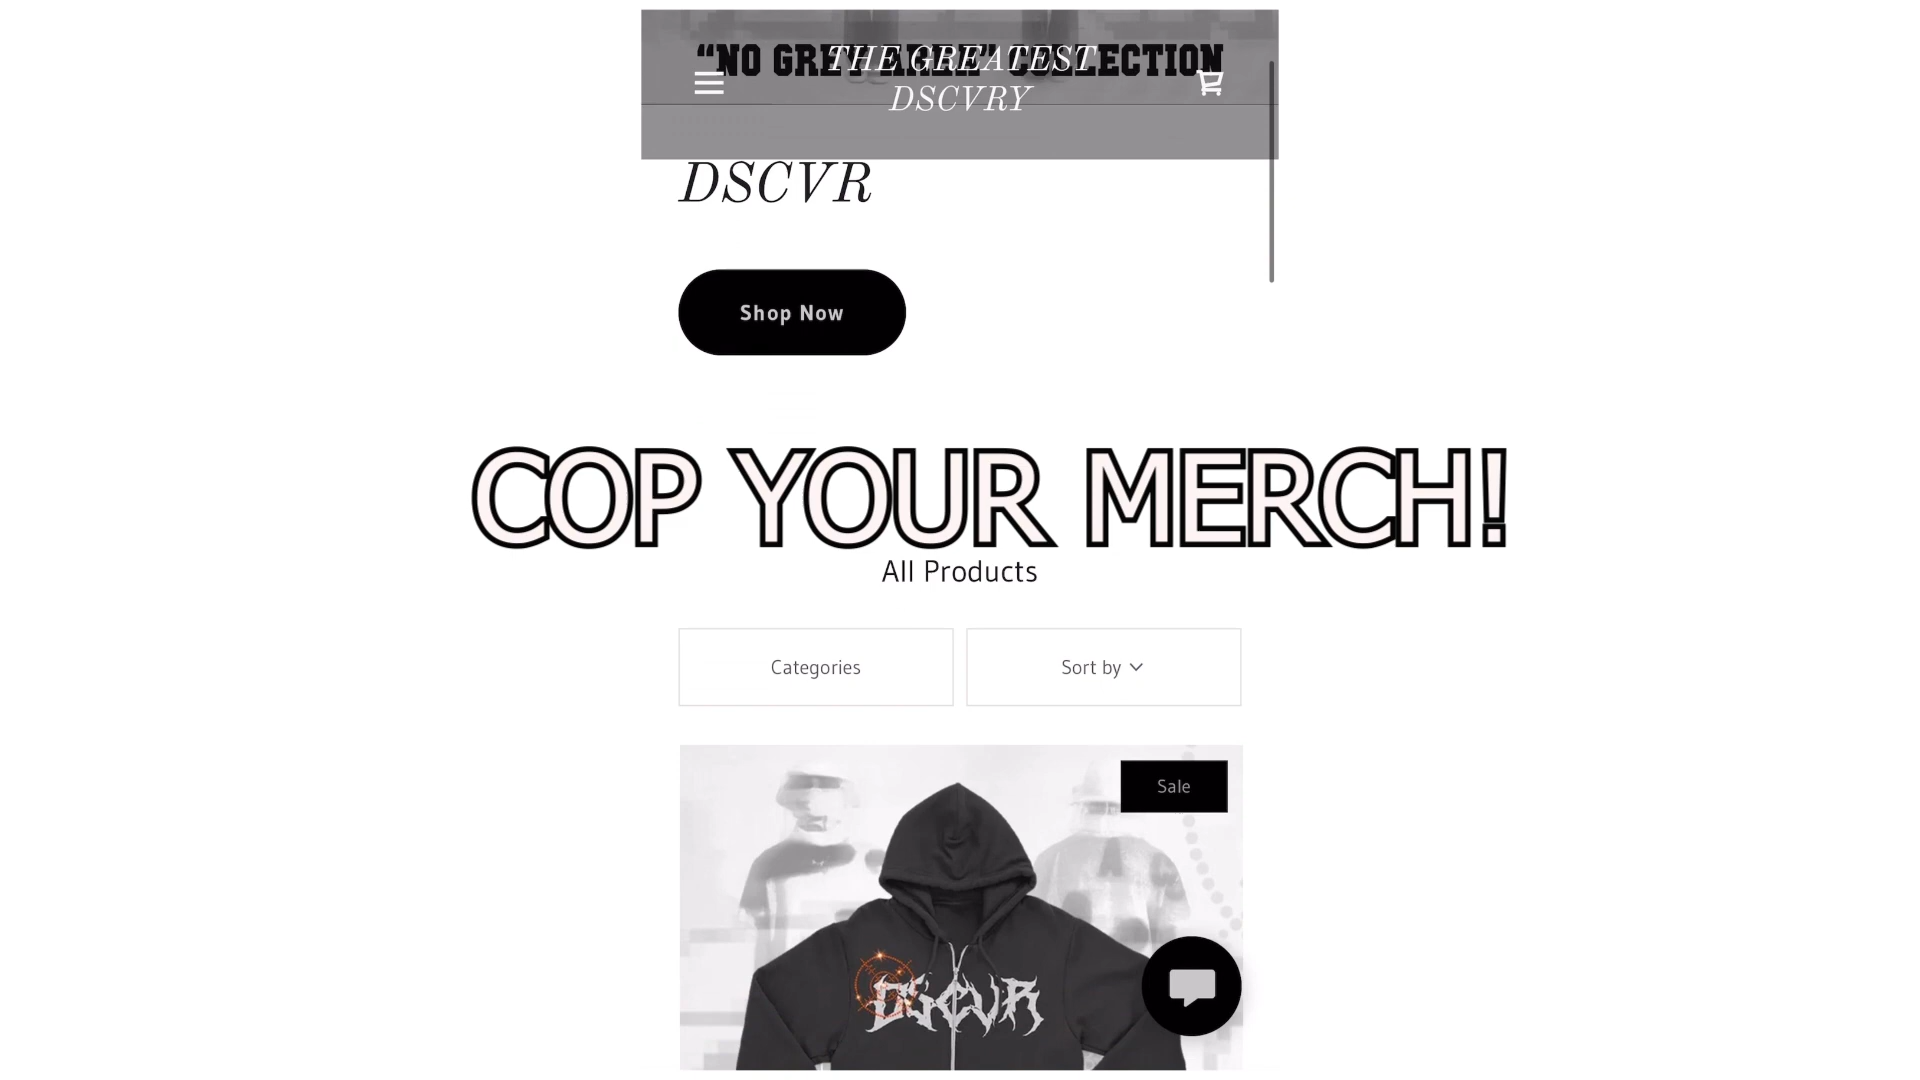 “NO GREY AREA” COLLECTION
THE GREATEST
DSCVRY
DSCVR
Shop Now
COP YOUR MERCH!
All Products
Categories
Sort by
Sale
DSCVR